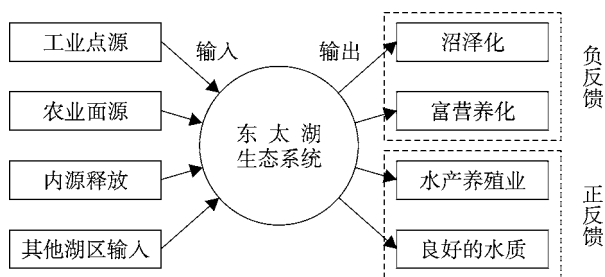 工业点源
农业面源
内源释放
其他湖区输入
输入
东太湖
生态系统
输出
沼泽化
富营养化
负反馈
水产养殖业
良好的水质
正反馈